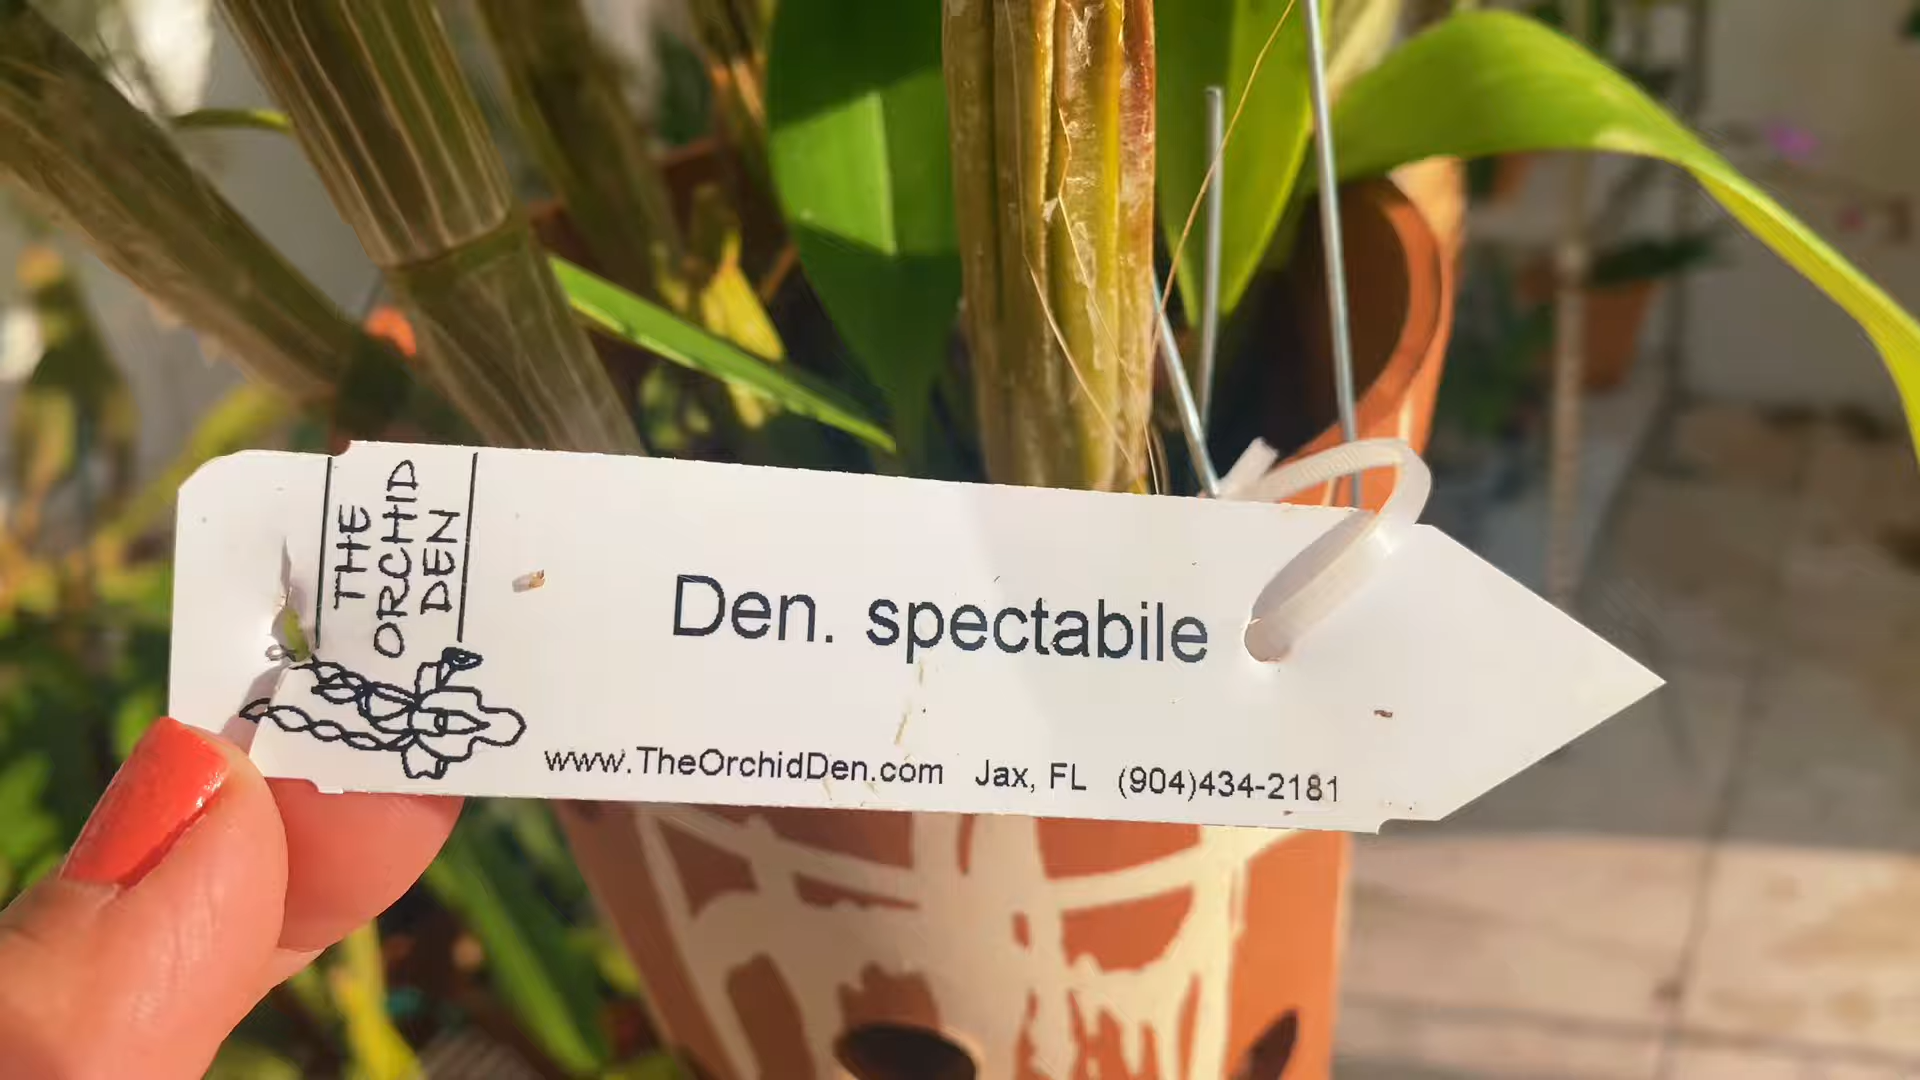 THE
ORCHID
DEN
Den. spectabile
www.TheOrchidDen.com Jax, FL (904)434-2181